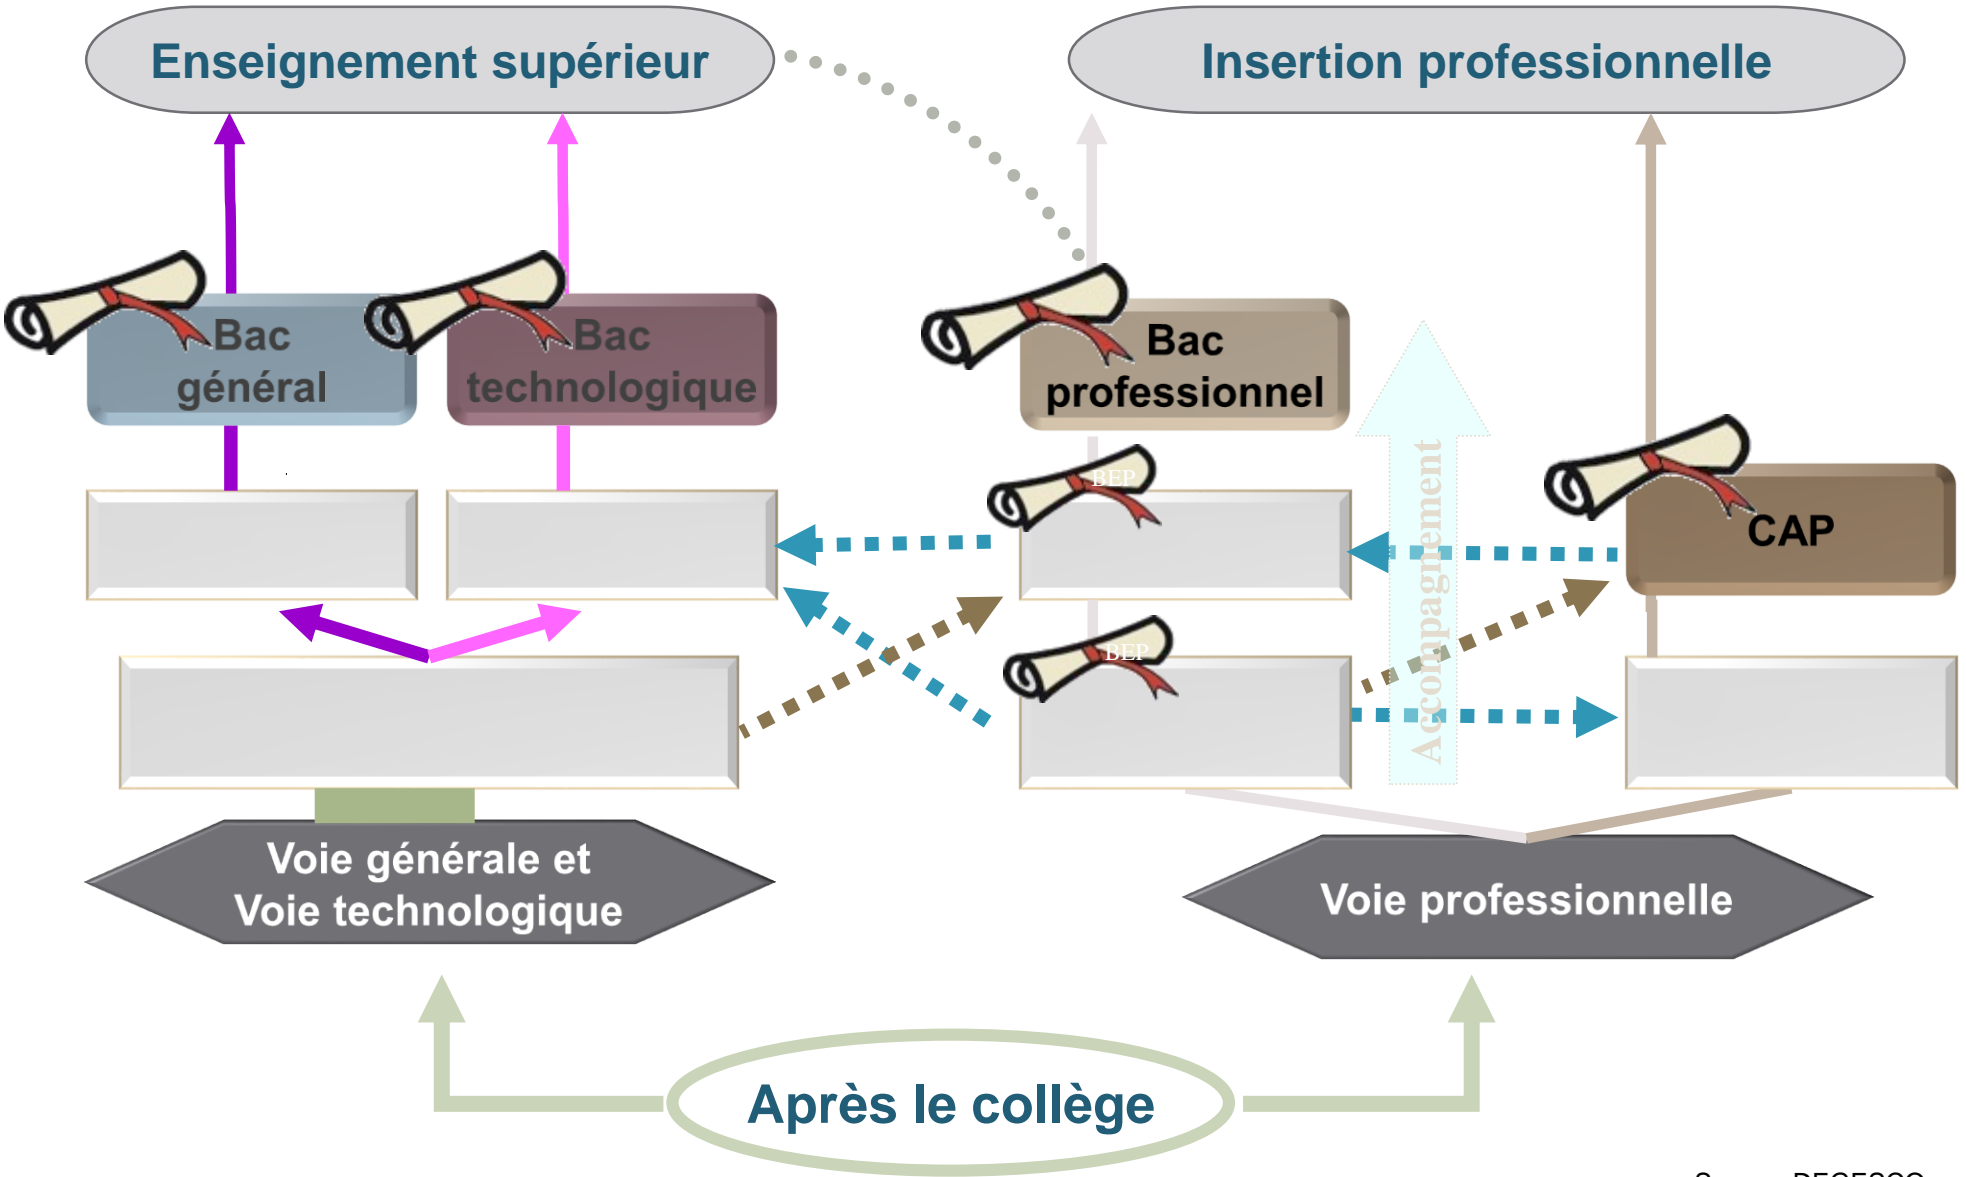 Enseignement supérieur
Insertion professionnelle
Bac
général
Bac
technologique
Bac
professionnel
BEP
Accompagnement
CAP
BEP
Voie générale et
Voie technologique
Voie professionnelle
Après le collège